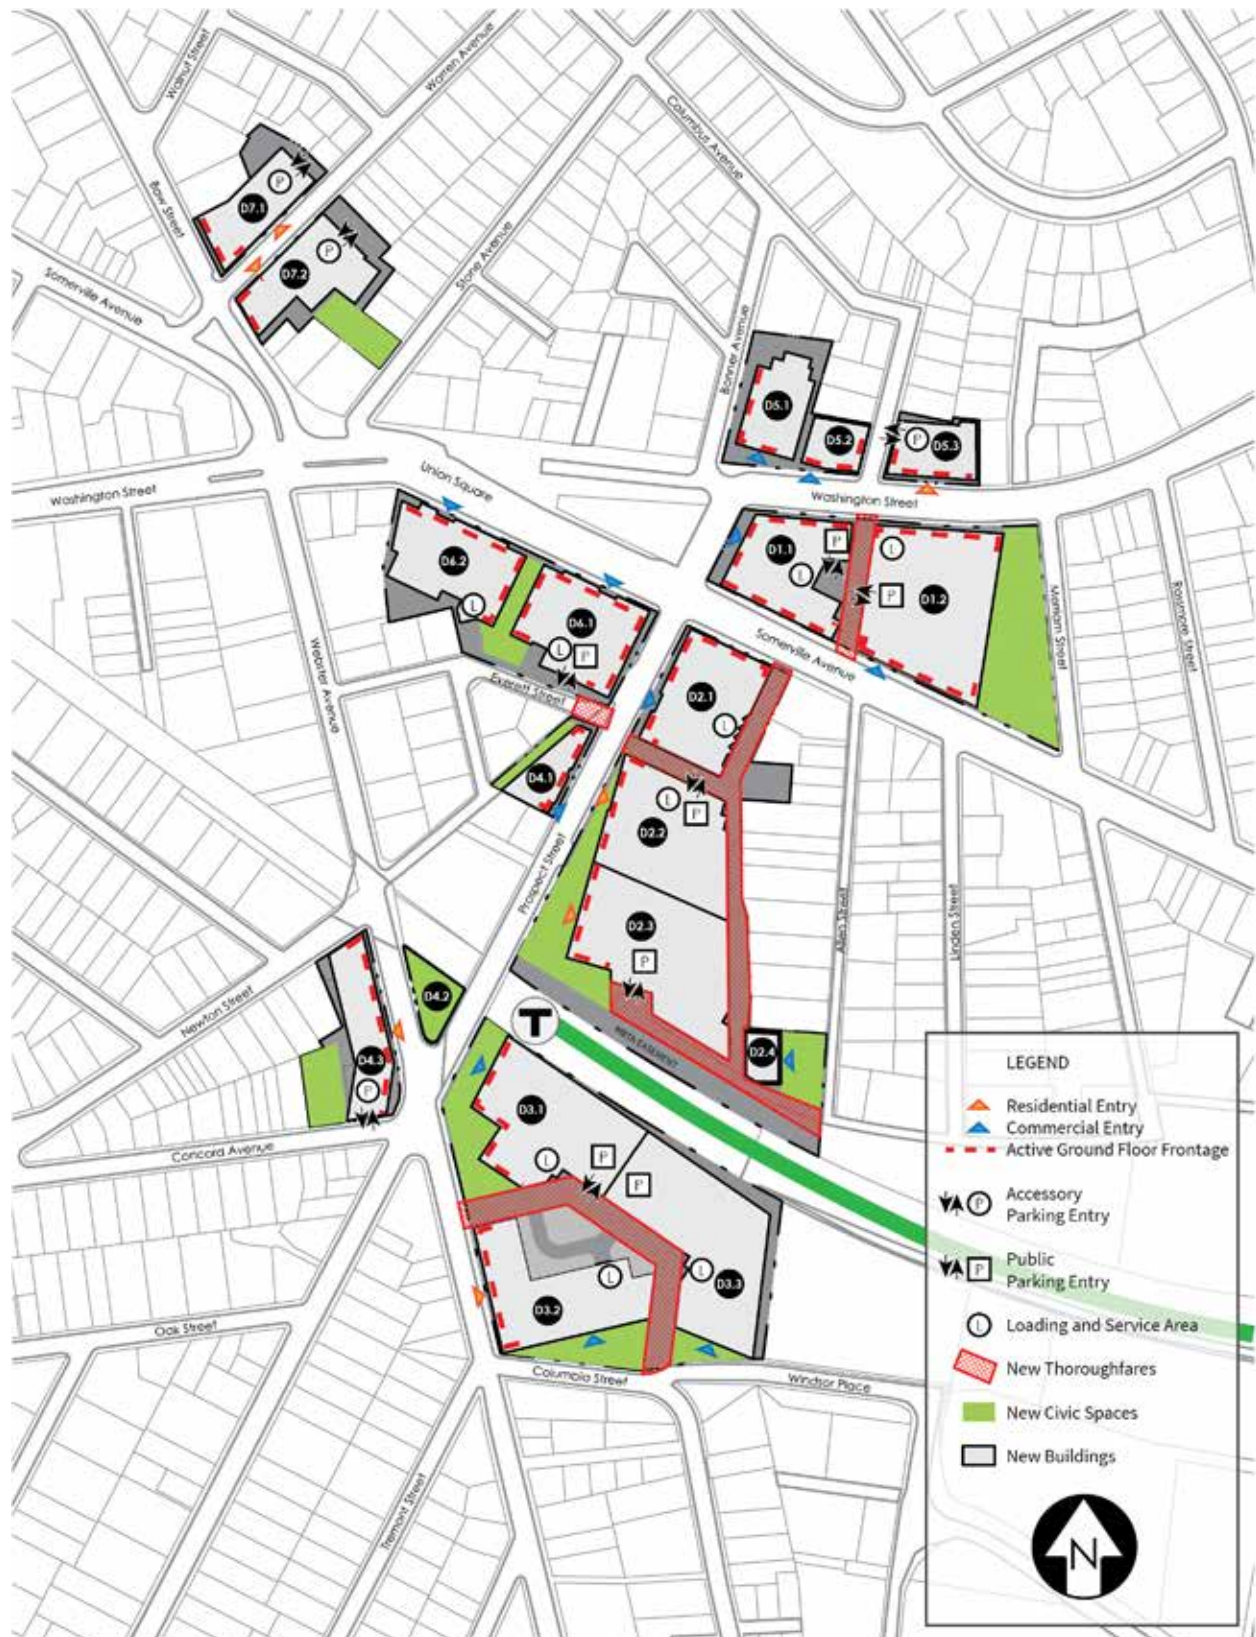 Walnut Street
Warren Avenue
Columbus Avenue
Bow Street
P
D7.1
P
D7.2
Stone Avenue
Somerville Avenue
Bonner Avenue
D5.1
D5.2
P
D5.3
Union Square
Washington Street
Washington Street
D6.2
L
D6.1
L
P
D1.1
P
L
L
P
D1.2
Merriam Street
Rossmore Street
Somerville Avenue
Webster Avenue
Everett Street
D2.1
L
D4.1
L
P
D2.2
Prospect Street
D2.3
P
Allen Street
Linden Street
Newton Street
D4.2
T
MBTA EASEMENT
D2.4
D4.3
P
Concord Avenue
D3.1
L
P
P
L
L
D3.3
D3.2
Oak Street
Columbia Street
Windsor Place
Tremont Street
LEGEND
Residential Entry
Commercial Entry
Active Ground Floor Frontage
P
Accessory
Parking Entry
P
Public
Parking Entry
L
Loading and Service Area
New Thoroughfares
New Civic Spaces
New Buildings
N